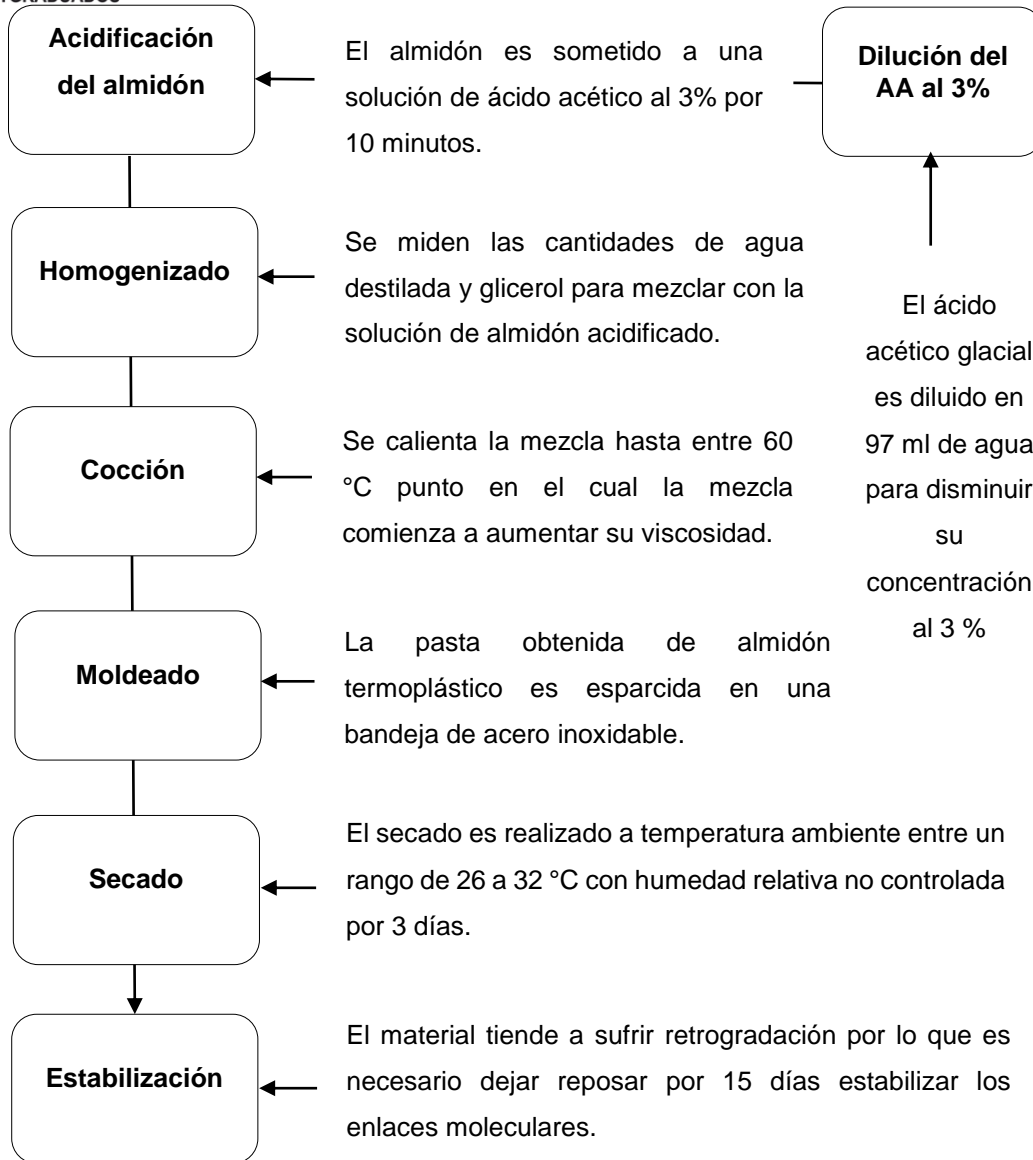 Acidificación
del almidón
El almidón es sometido a una
solución de ácido acético al 3% por
10 minutos.
Dilución del
AA al 3%
Homogenizado
Se miden las cantidades de agua
destilada y glicerol para mezclar con la
solución de almidón acidificado.
El ácido
acético glacial
es diluido en
97 ml de agua
para disminuir
su
concentración
al 3 %
Cocción
Se calienta la mezcla hasta entre 60
°C punto en el cual la mezcla
comienza a aumentar su viscosidad.
Moldeado
La pasta obtenida de almidón
termoplástico es esparcida en una
bandeja de acero inoxidable.
Secado
El secado es realizado a temperatura ambiente entre un
rango de 26 a 32 °C con humedad relativa no controlada
por 3 días.
Estabilización
El material tiende a sufrir retrogradación por lo que es
necesario dejar reposar por 15 días estabilizar los
enlaces moleculares.